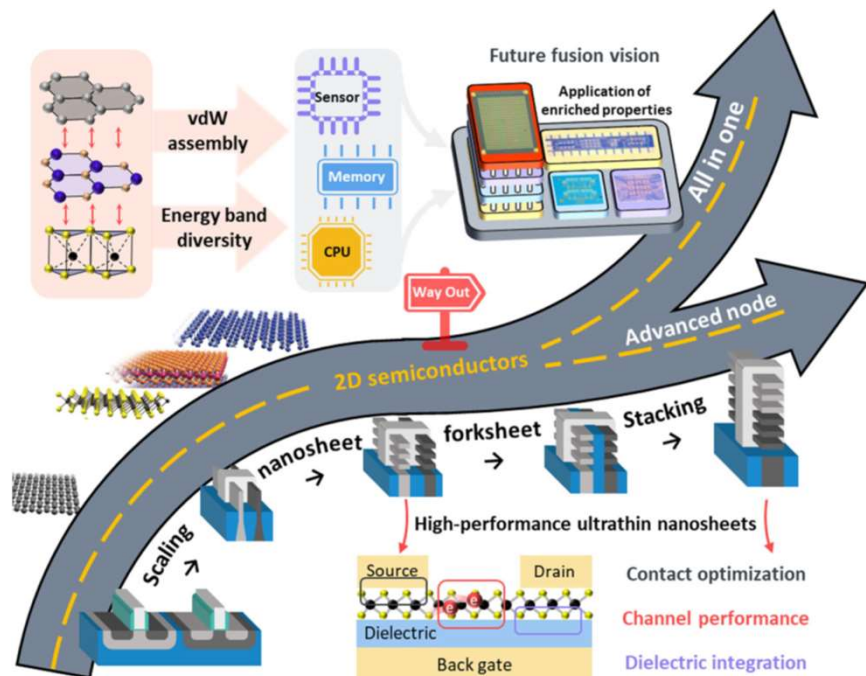 Future fusion vision
Application of
enriched properties
vdW
assembly
Energy band
diversity
Sensor
Memory
CPU
All in one
Way Out
Advanced node
2D semiconductors
Scaling
nanosheet
forksheet
Stacking
High-performance ultrathin nanosheets
Source
Drain
e
e
Dielectric
Back gate
Contact optimization
Channel performance
Dielectric integration